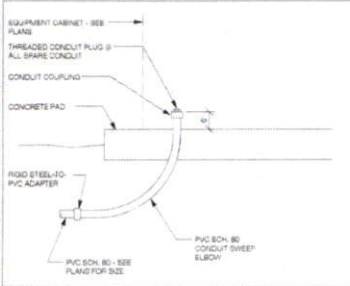 EQUIPMENT CABINET - SEE
PLANS
THREADED CONDUIT PLUG @
ALL SPARE CONDUIT
CONDUIT COUPLING
CONCRETE PAD
6"
RIGID STEEL-TO-
PVC ADAPTER
PVC SCH. 80
CONDUIT SWEEP
ELBOW
PVC SCH. 80 - SEE
PLANS FOR SIZE